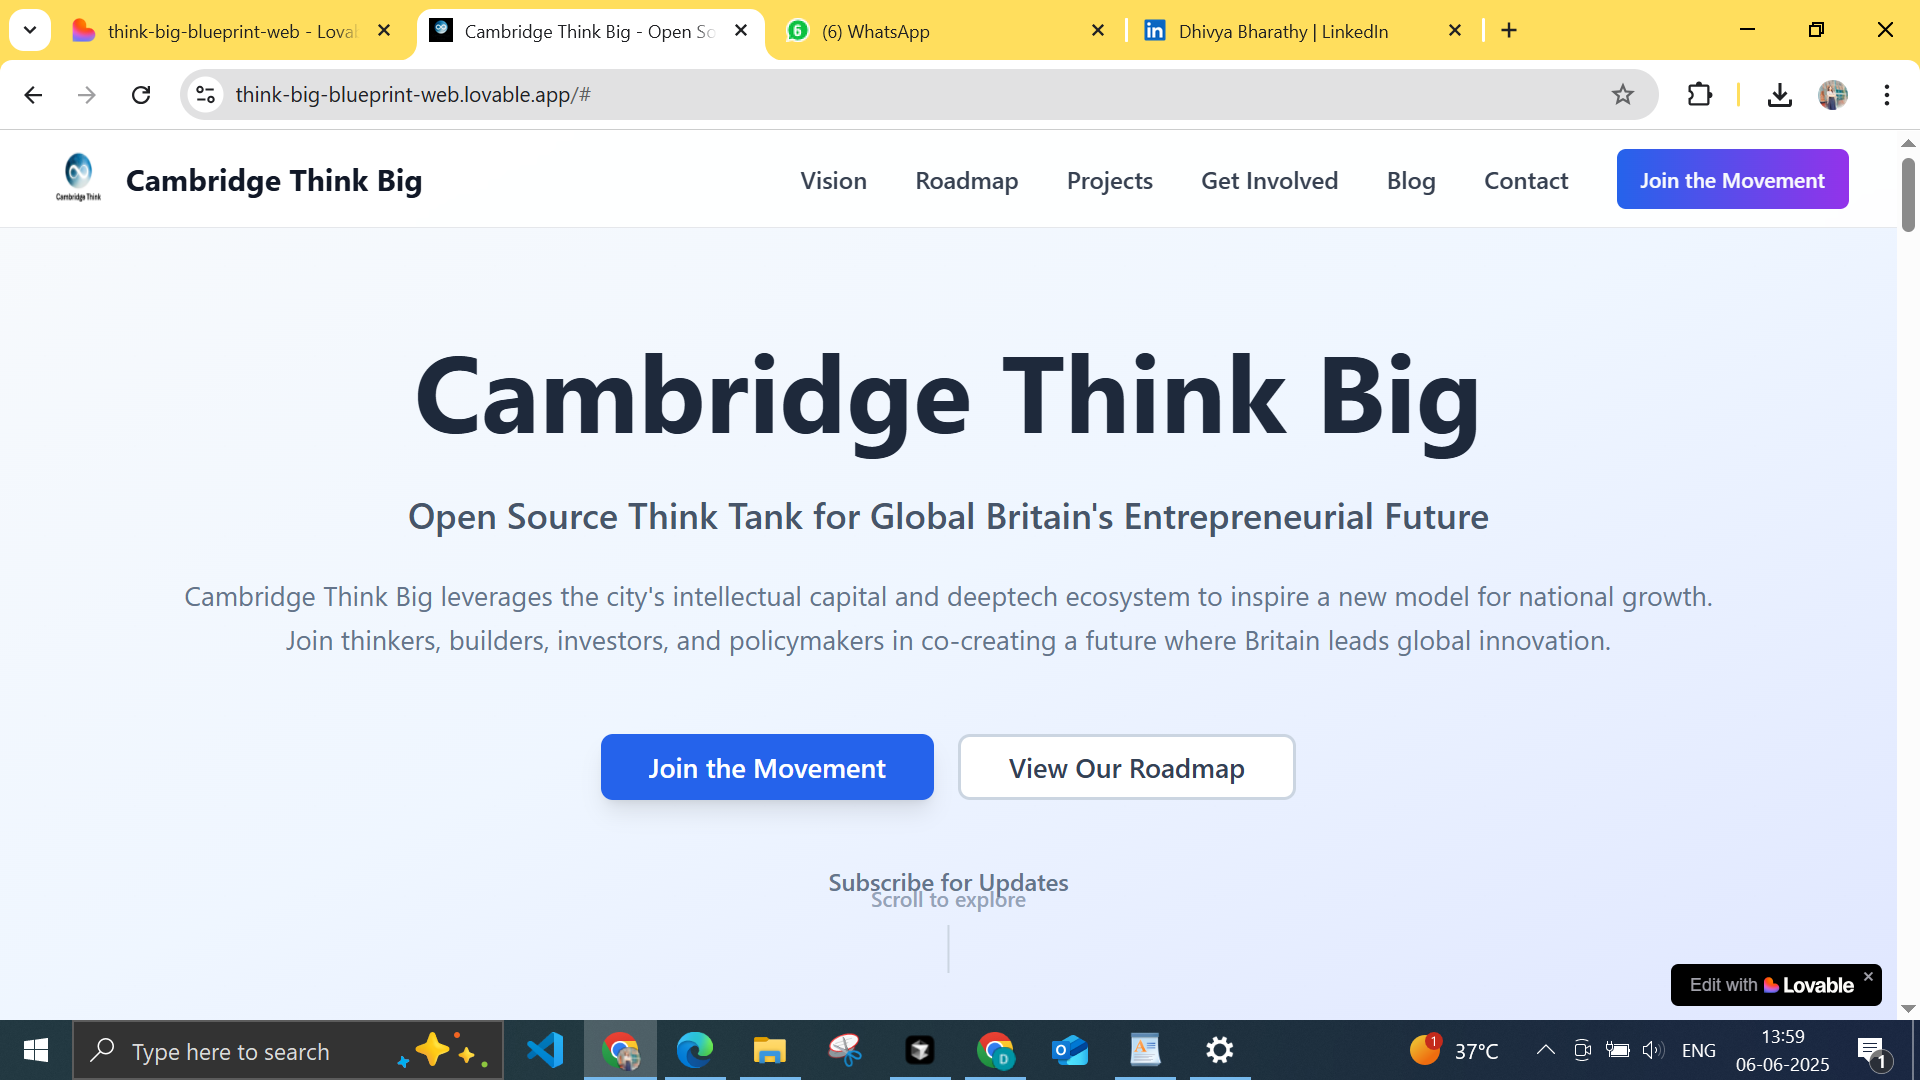 think-big-blueprint-web - Lova
Cambridge Think Big - Open So
6
(6) WhatsApp
Dhivya Bharathy | LinkedIn
think-big-blueprint-web.lovable.app/#
Cambridge Think
Cambridge Think Big
Vision
Roadmap
Projects
Get Involved
Blog
Contact
Join the Movement
Cambridge Think Big
Open Source Think Tank for Global Britain's Entrepreneurial Future
Cambridge Think Big leverages the city's intellectual capital and deeptech ecosystem to inspire a new model for national growth.
Join thinkers, builders, investors, and policymakers in co-creating a future where Britain leads global innovation.
Join the Movement
View Our Roadmap
Subscribe for Updates
Scroll to explore
Edit with Lovable
Type here to search
D
1
37°C
ENG
13:59
06-06-2025
1